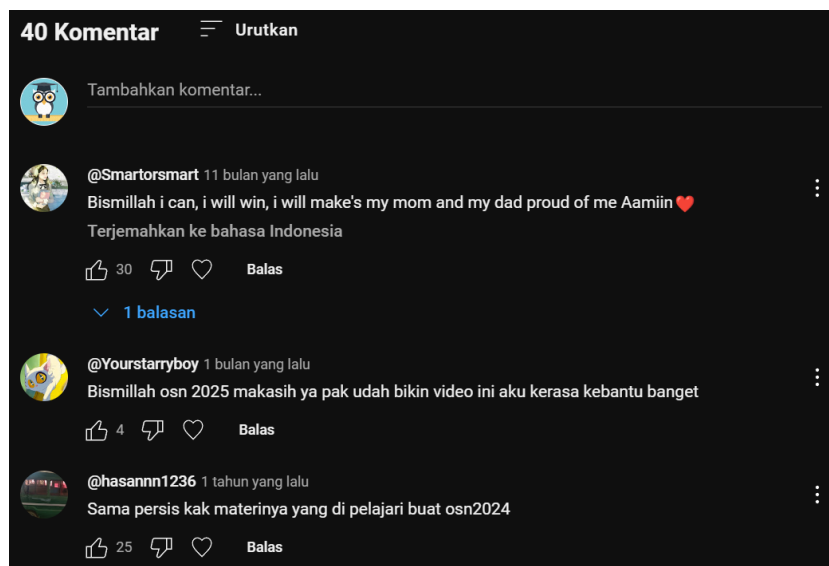 40 Komentar Urutkan
Tambahkan komentar...
@Smartorsmart 11 bulan yang lalu
Bismillah i can, i will win, i will make's my mom and my dad proud of me Aamiin❤️
Terjemahkan ke bahasa Indonesia
30 Balas
1 balasan
@Yourstarryboy 1 bulan yang lalu
Bismillah osn 2025 makasih ya pak udah bikin video ini aku kerasa kebantu banget
4 Balas
@hasannn1236 1 tahun yang lalu
Sama persis kak materinya yang di pelajari buat osn2024
25 Balas